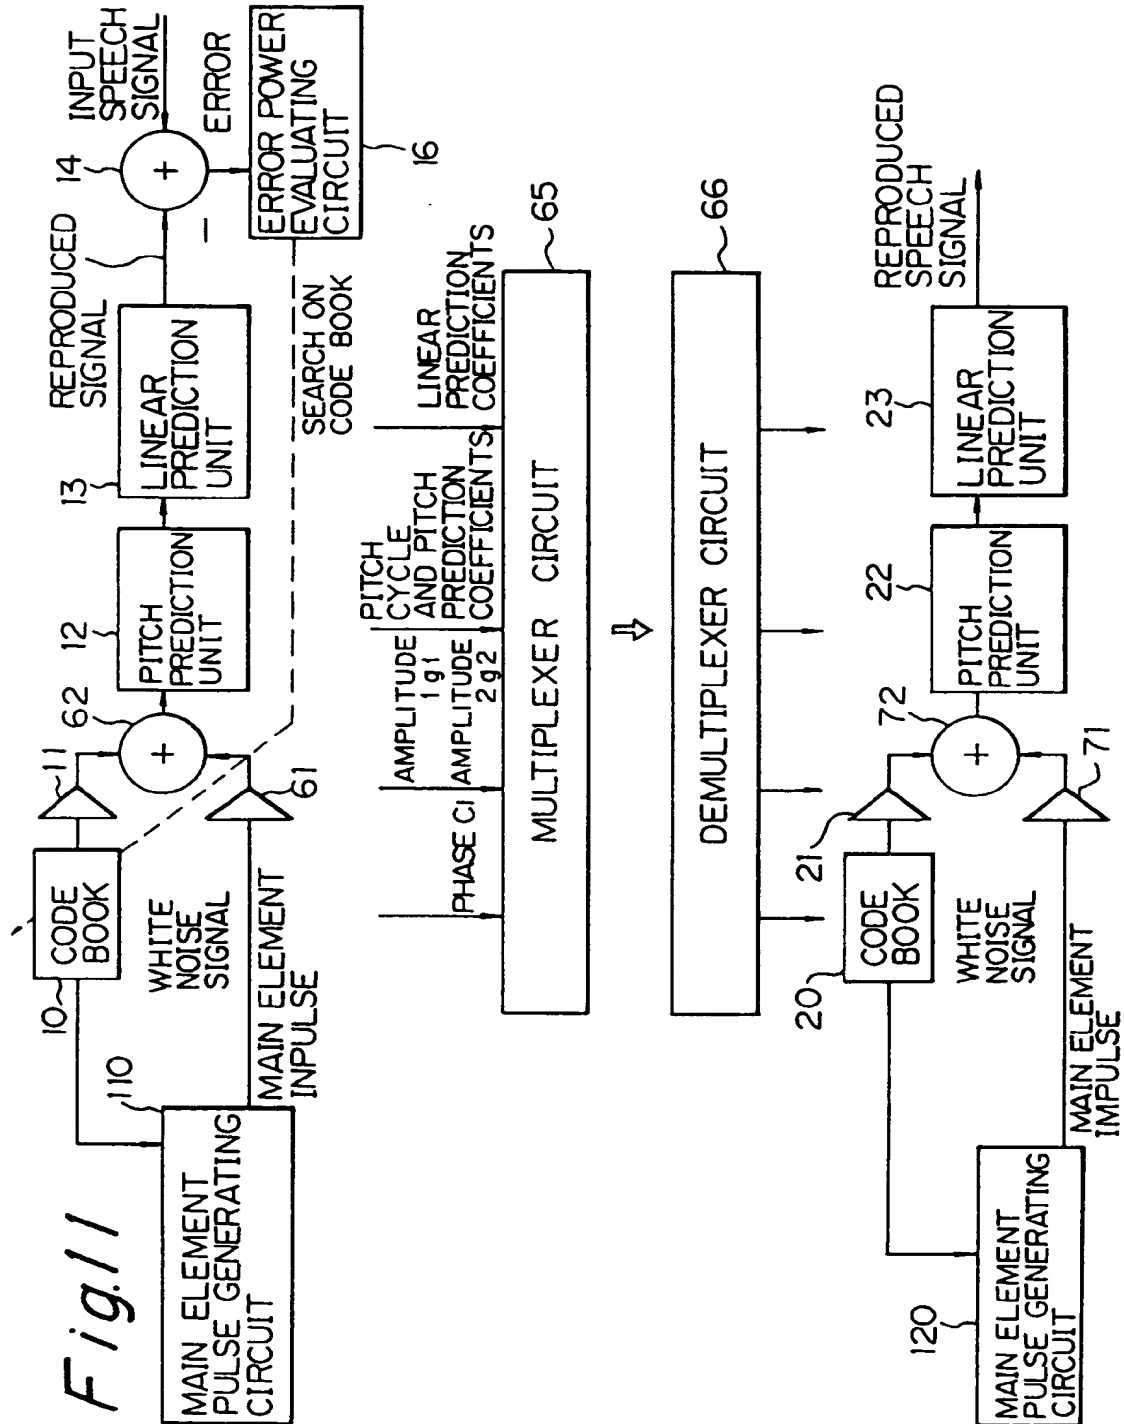 Fig.11
MAIN ELEMENT
PULSE GENERATING
CIRCUIT
110
10
CODE
BOOK
WHITE
NOISE
SIGNAL
MAIN ELEMENT
INPULSE
11
61
62
+
12
PITCH
PREDICTION
UNIT
13
LINEAR
PREDICTION
UNIT
REPRODUCED
SIGNAL
14
+
−
INPUT
SPEECH
SIGNAL
ERROR
ERROR POWER
EVALUATING
CIRCUIT
16
SEARCH ON
CODE BOOK
PHASE Ci
AMPLITUDE
1 g1
AMPLITUDE
2 g2
PITCH
CYCLE
AND PITCH
PREDICTION
COEFFICIENTS
LINEAR
PREDICTION
COEFFICIENTS
MULTIPLEXER CIRCUIT
65
DEMULTIPLEXER CIRCUIT
66
120
MAIN ELEMENT
PULSE GENERATING
CIRCUIT
20
CODE
BOOK
WHITE
NOISE
SIGNAL
MAIN ELEMENT
IMPULSE
21
71
72
+
22
PITCH
PREDICTION
UNIT
23
LINEAR
PREDICTION
UNIT
REPRODUCED
SPEECH
SIGNAL